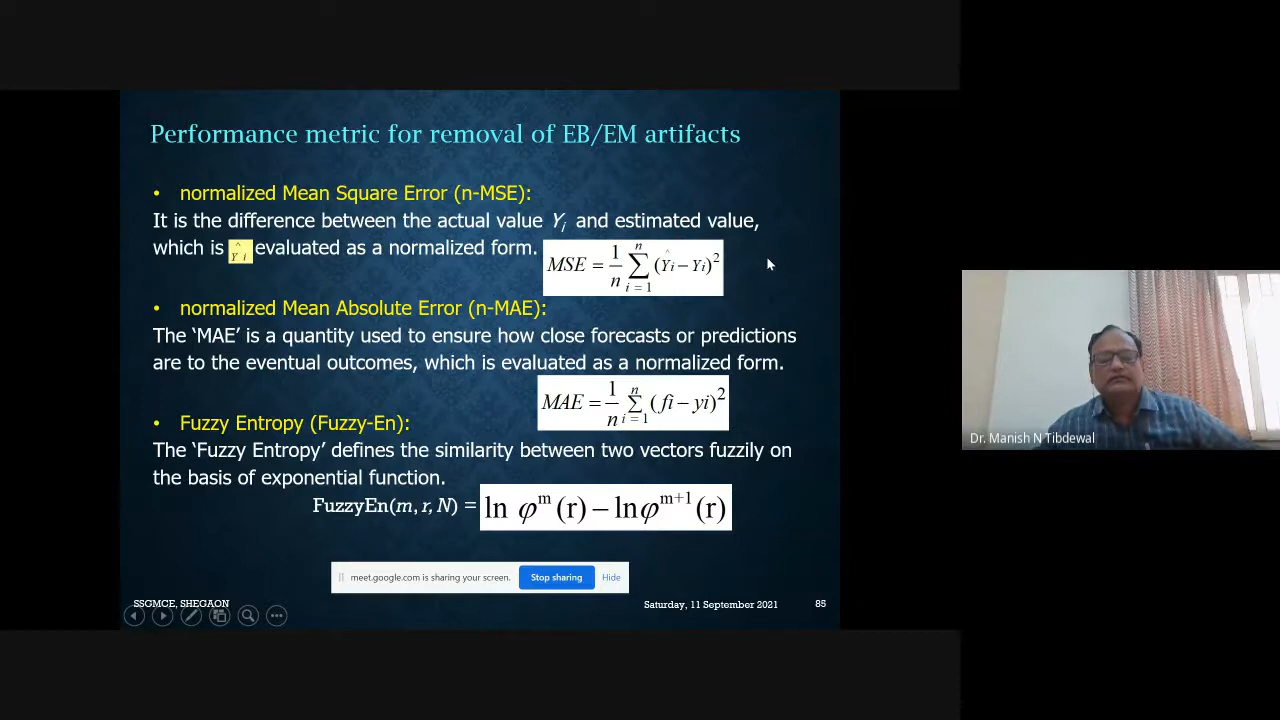 Performance metric for removal of EB/EM artifacts
• normalized Mean Square Error (n-MSE):
It is the difference between the actual value Yi and estimated value,
which is Ŷi evaluated as a normalized form.
MSE = 1/n ∑ i = 1 n (Ŷi − Yi)²
• normalized Mean Absolute Error (n-MAE):
The ‘MAE’ is a quantity used to ensure how close forecasts or predictions
are to the eventual outcomes, which is evaluated as a normalized form.
MAE = 1/n ∑ i = 1 n (fi − yi)²
• Fuzzy Entropy (Fuzzy-En):
The ‘Fuzzy Entropy’ defines the similarity between two vectors fuzzily on
the basis of exponential function.
FuzzyEn(m, r, N) = ln φ^m (r) − lnφ^m+1 (r)
meet.google.com is sharing your screen. Stop sharing Hide
SSGMCE, SHEGAON Saturday, 11 September 2021 85
Dr. Manish N Tibdewal